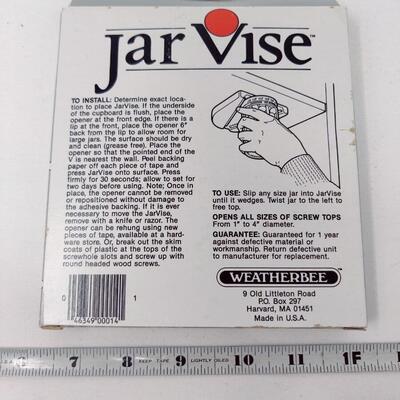 Jar Vise™
TO INSTALL: Determine exact loca-
tion to place JarVise. If the underside
of the cupboard is flush, place the
opener at the front edge. If there is a
lip at the front, place the opener 6"
back from the lip to allow room for
large jars. The surface should be dry
and clean (grease free). Place the
opener so that the pointed end of the
V is nearest the wall. Peel backing
paper off each piece of tape and
press JarVise onto surface. Press
firmly for 30 seconds; allow to set for
two days before using. Note; Once in
place, the opener cannot be removed
or repositioned without damage to
the adhesive backing. If it is ever
necessary to move the JarVise,
remove with a knife or razor. The
opener can be rehung using new
pieces of tape, available at a hard-
ware store. Or, break out the skim
coats of plastic at the tops of the
screwhole slots and screw up with
round headed wood screws.
TO USE: Slip any size jar into JarVise
until it wedges. Twist jar to the left to
free top.
OPENS ALL SIZES OF SCREW TOPS
From 1" to 4" diameter.
GUARANTEE: Guaranteed for 1 year
against defective material or
workmanship. Return defective unit
to manufacturer for replacement.
WEATHERBEE
9 Old Littleton Road
P.O. Box 297
Harvard, MA 01451
Made in U.S.A.
0 46349 00014 1
6 7 8 KEEP TAPE 9 LIGHTLY OILED 10 11 1F